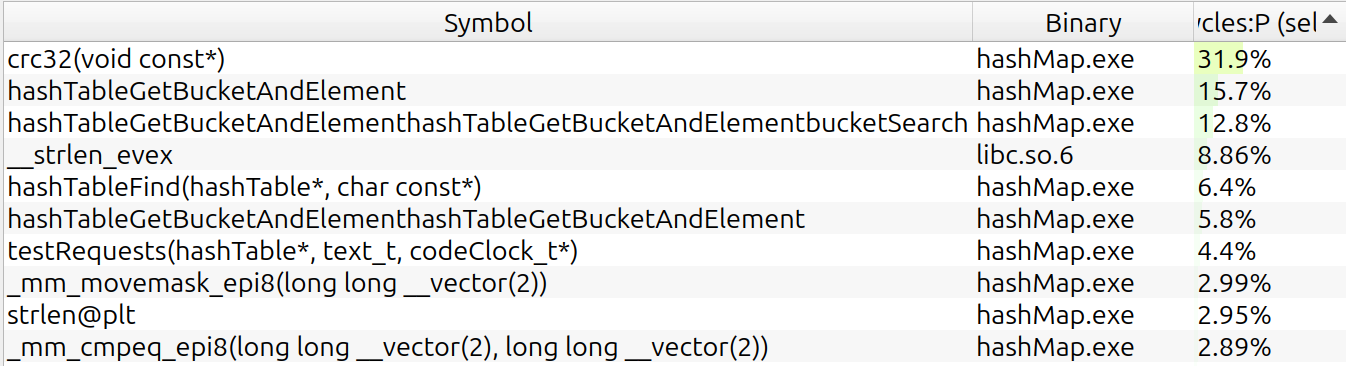 Symbol Binary ycles:P (sel
crc32(void const*) hashMap.exe 31.9%
hashTableGetBucketAndElement hashMap.exe 15.7%
hashTableGetBucketAndElementhashTableGetBucketAndElementbucketSearch hashMap.exe 12.8%
__strlen_evex libc.so.6 8.86%
hashTableFind(hashTable*, char const*) hashMap.exe 6.4%
hashTableGetBucketAndElementhashTableGetBucketAndElement hashMap.exe 5.8%
testRequests(hashTable*, text_t, codeClock_t*) hashMap.exe 4.4%
_mm_movemask_epi8(long long __vector(2)) hashMap.exe 2.99%
strlen@plt hashMap.exe 2.95%
_mm_cmpeq_epi8(long long __vector(2), long long __vector(2)) hashMap.exe 2.89%